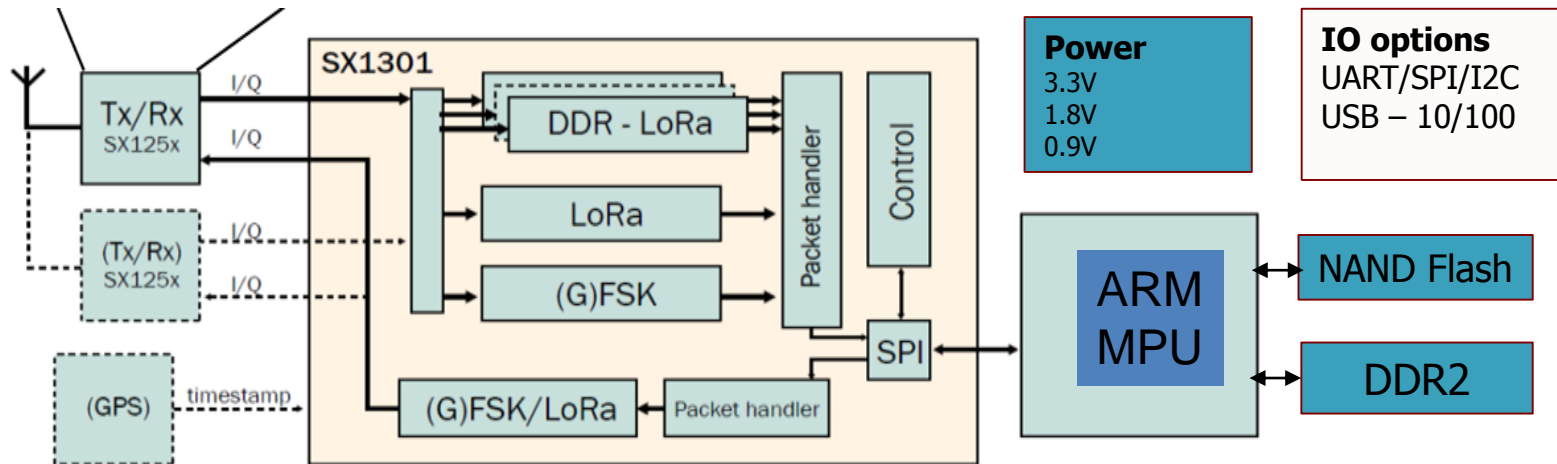 SX1301
Tx/Rx
SX125x
I/Q
I/Q
(Tx/Rx)
SX125x
I/Q
I/Q
(GPS)
timestamp
DDR - LoRa
LoRa
(G)FSK
Packet handler
Control
SPI
(G)FSK/LoRa
Packet handler
Power
3.3V
1.8V
0.9V
IO options
UART/SPI/I2C
USB – 10/100
ARM
MPU
NAND Flash
DDR2